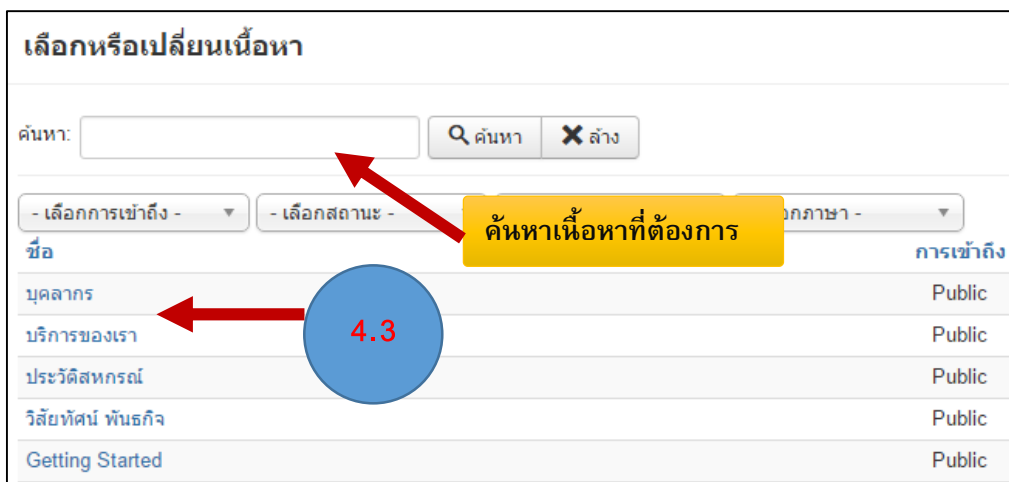 เลือกหรือเปลี่ยนเนื้อหา
ค้นหา: ค้นหา ล้าง
- เลือกการเข้าถึง - - เลือกสถานะ - ค้นหาเนื้อหาที่ต้องการ กภาษา -
ชื่อ การเข้าถึง
บุคลากร Public
4.3
บริการของเรา Public
ประวัติสหกรณ์ Public
วิสัยทัศน์ พันธกิจ Public
Getting Started Public